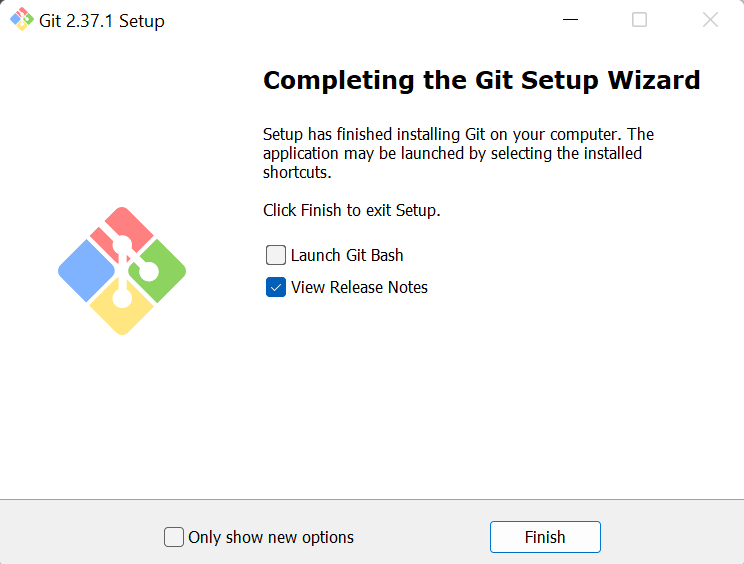 Git 2.37.1 Setup
Completing the Git Setup Wizard
Setup has finished installing Git on your computer. The
application may be launched by selecting the installed
shortcuts.
Click Finish to exit Setup.
Launch Git Bash
View Release Notes
Only show new options
Finish